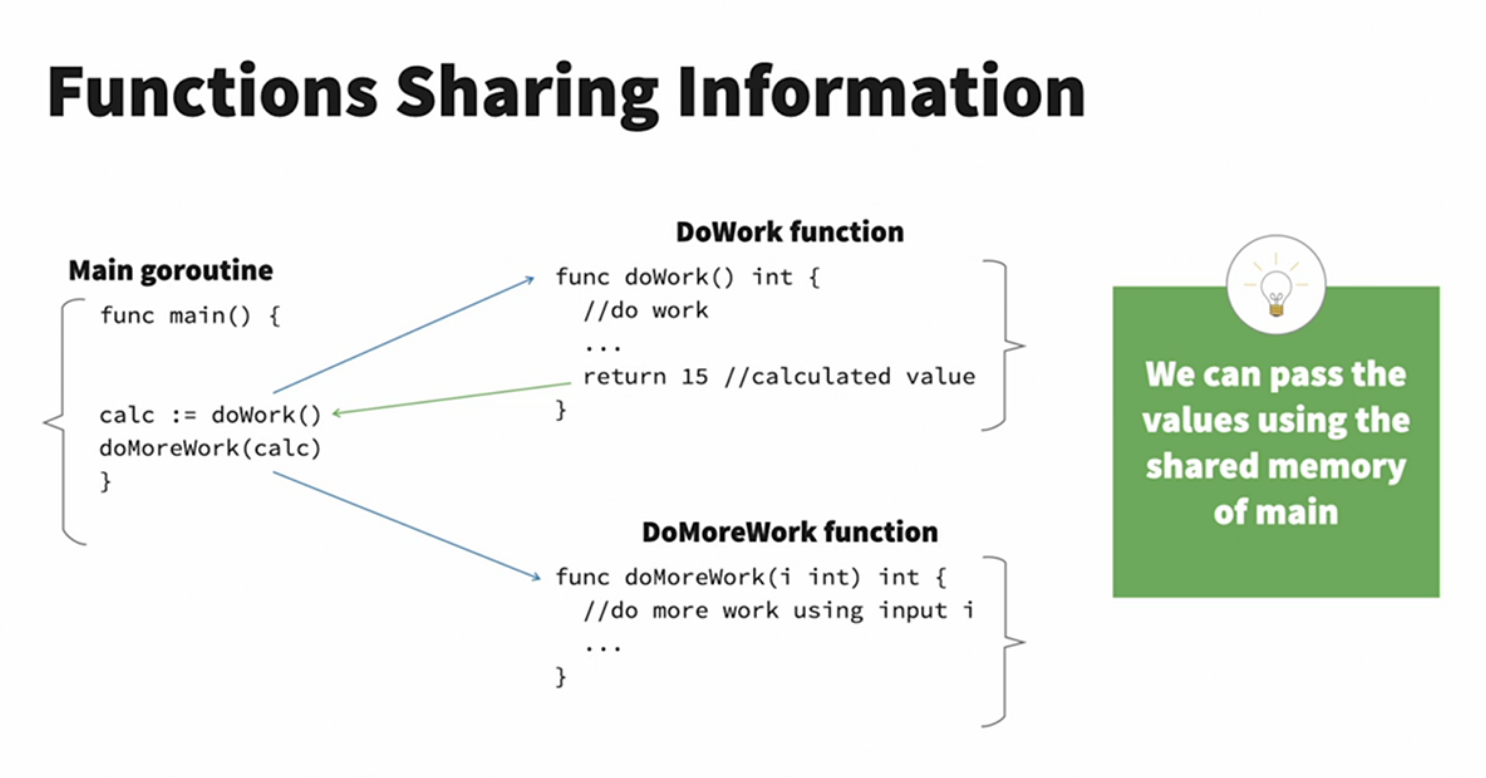 Functions Sharing Information
Main goroutine
func main() {
calc := doWork()
doMoreWork(calc)
}
DoWork function
func doWork() int {
//do work
...
return 15 //calculated value
}
DoMoreWork function
func doMoreWork(i int) int {
//do more work using input i
...
}
We can pass the
values using the
shared memory
of main